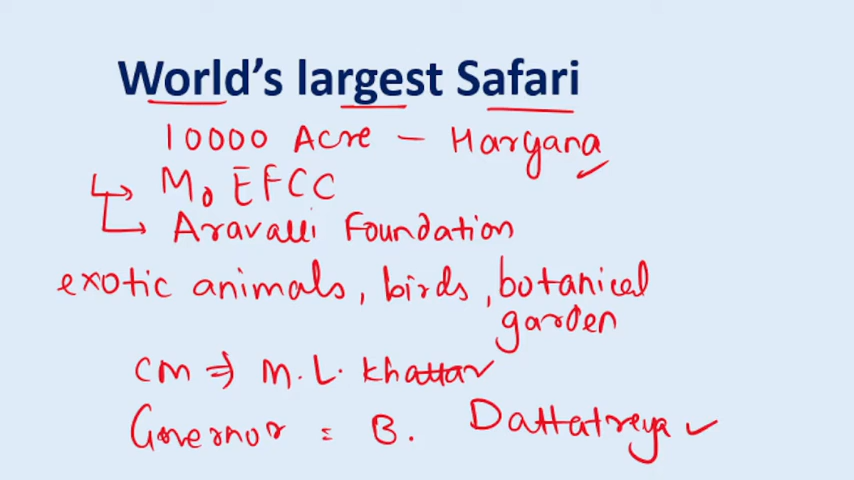 World's largest Safari
10000 Acre - Haryana
MoEFCC
Aravalli Foundation
exotic animals, birds, botanical
garden
CM => M.L. Khattar
Governor = B. Dattatreya